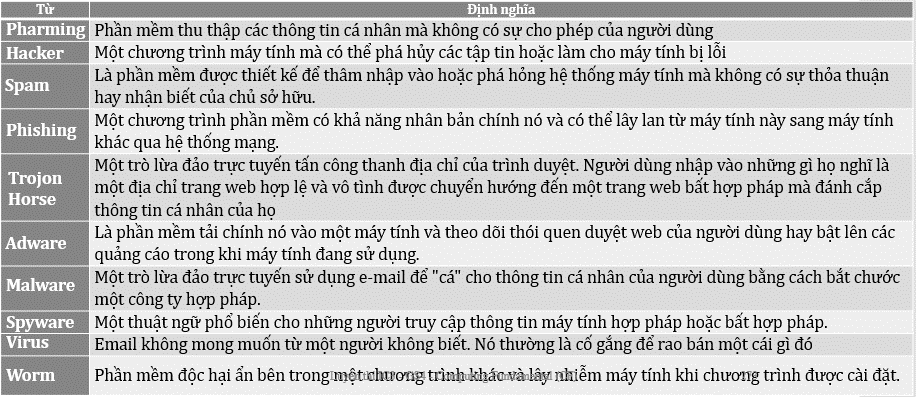 Từ Định nghĩa
Pharming Phần mềm thu thập các thông tin cá nhân mà không có sự cho phép của người dùng
Hacker Một chương trình máy tính mà có thể phá hủy các tập tin hoặc làm cho máy tính bị lỗi
Spam Là phần mềm được thiết kế để thâm nhập vào hoặc phá hỏng hệ thống máy tính mà không có sự thỏa thuận
hay nhận biết của chủ sở hữu.
Phishing Một chương trình phần mềm có khả năng nhân bản chính nó và có thể lây lan từ máy tính này sang máy tính
khác qua hệ thống mạng.
Trojon Một trò lừa đảo trực tuyến tấn công thanh địa chỉ của trình duyệt. Người dùng nhập vào những gì họ nghĩ là
Horse một địa chỉ trang web hợp lệ và vô tình được chuyển hướng đến một trang web bất hợp pháp mà đánh cắp
thông tin cá nhân của họ
Adware Là phần mềm tải chính nó vào một máy tính và theo dõi thói quen duyệt web của người dùng hay bật lên các
quảng cáo trong khi máy tính đang sử dụng.
Malware Một trò lừa đảo trực tuyến sử dụng e-mail để "cá" cho thông tin cá nhân của người dùng bằng cách bắt chước
một công ty hợp pháp.
Spyware Một thuật ngữ phổ biến cho những người truy cập thông tin máy tính hợp pháp hoặc bất hợp pháp.
Virus Email không mong muốn từ một người không biết. Nó thường là cố gắng để rao bán một cái gì đó
Worm Phần mềm độc hại ẩn bên trong một chương trình khác và lây nhiễm máy tính khi chương trình được cài đặt.